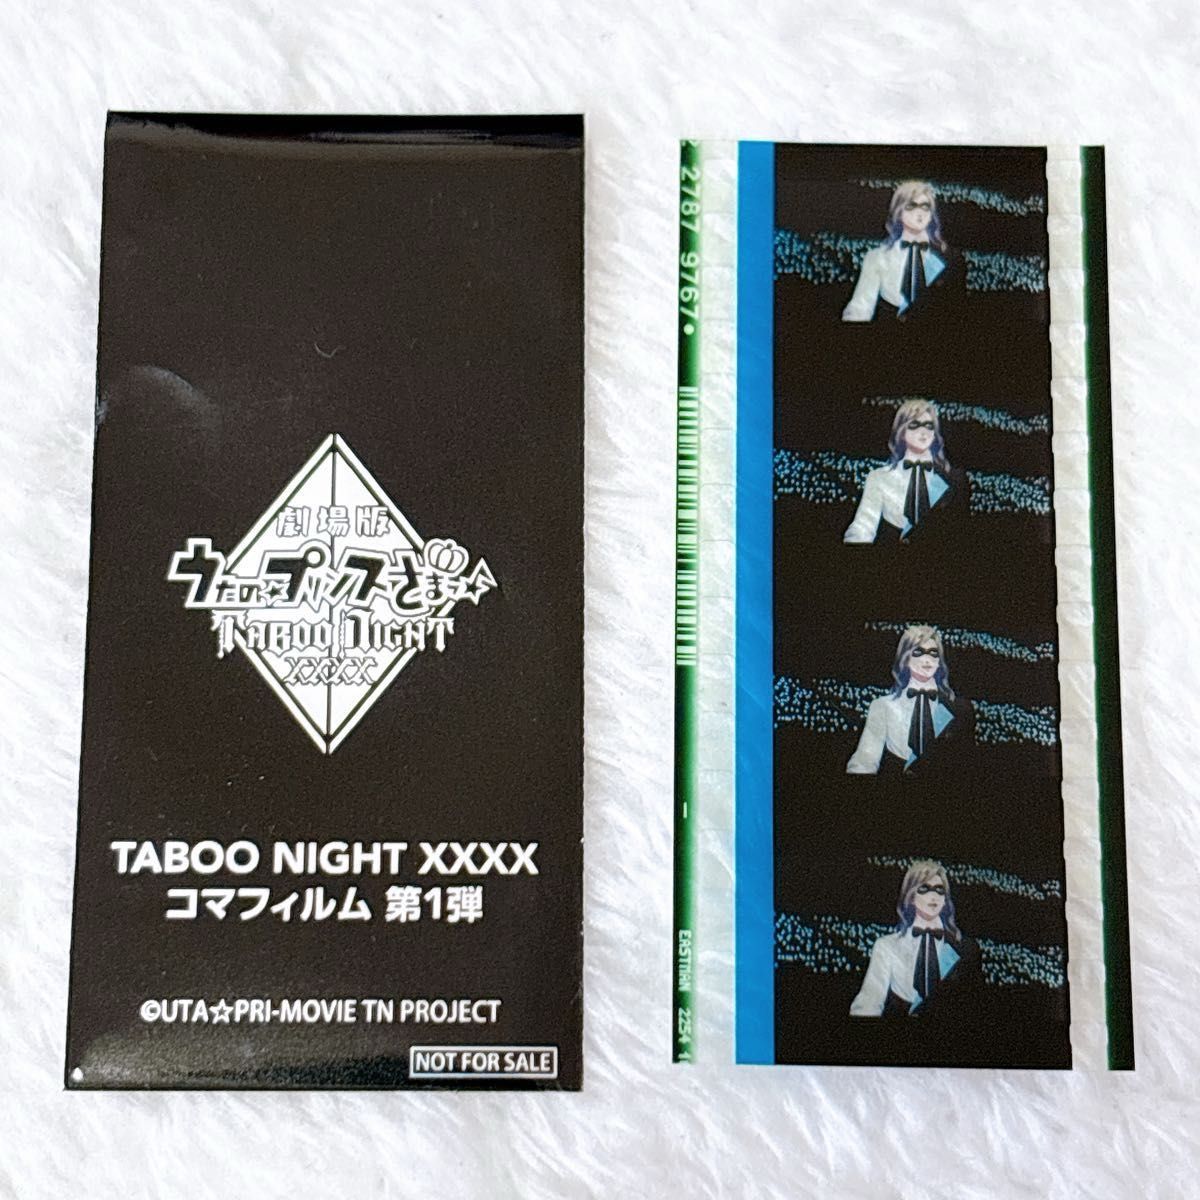 劇場版
うたの☆プリンスさまっ♪
TABOO NIGHT
XXXX
TABOO NIGHT XXXX
コマフィルム 第1弾
©UTA☆PRI-MOVIE TN PROJECT
NOT FOR SALE
2787 9767
EASTMAN 2254